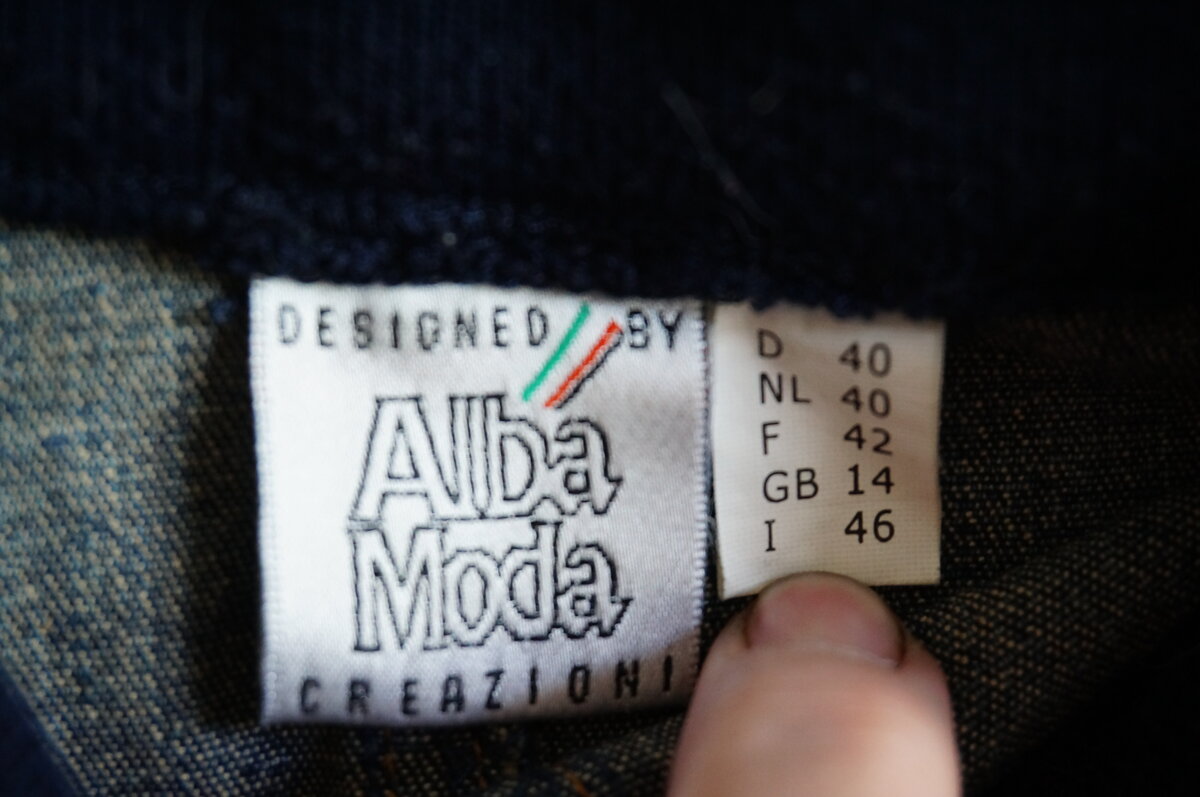 DESIGNED BY
Alba
Moda
CREAZIONI
D 40
NL 40
F 42
GB 14
I 46